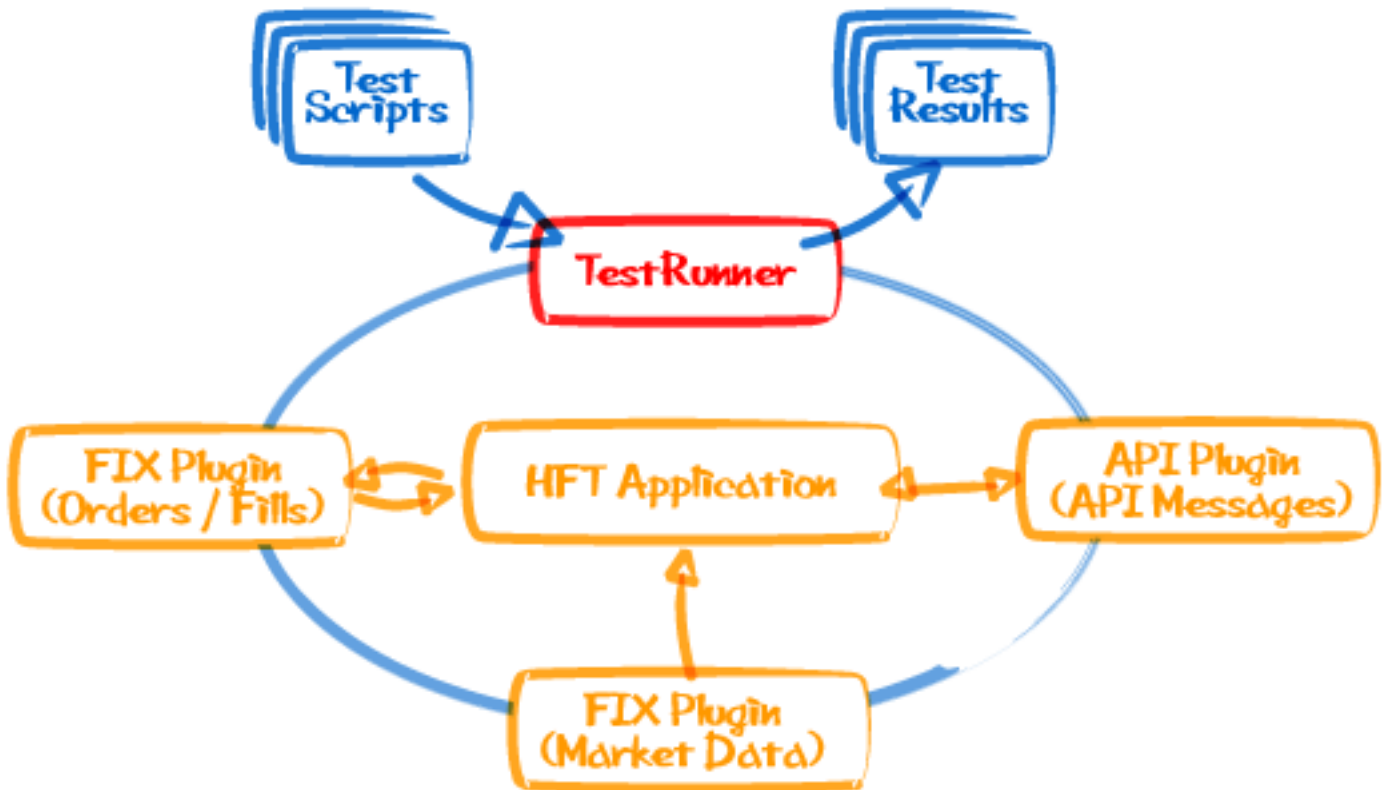 Test
Scripts
Test
Results
TestRunner
FIX Plugin
(Orders / Fills)
HFT Application
API Plugin
(API Messages)
FIX Plugin
(Market Data)